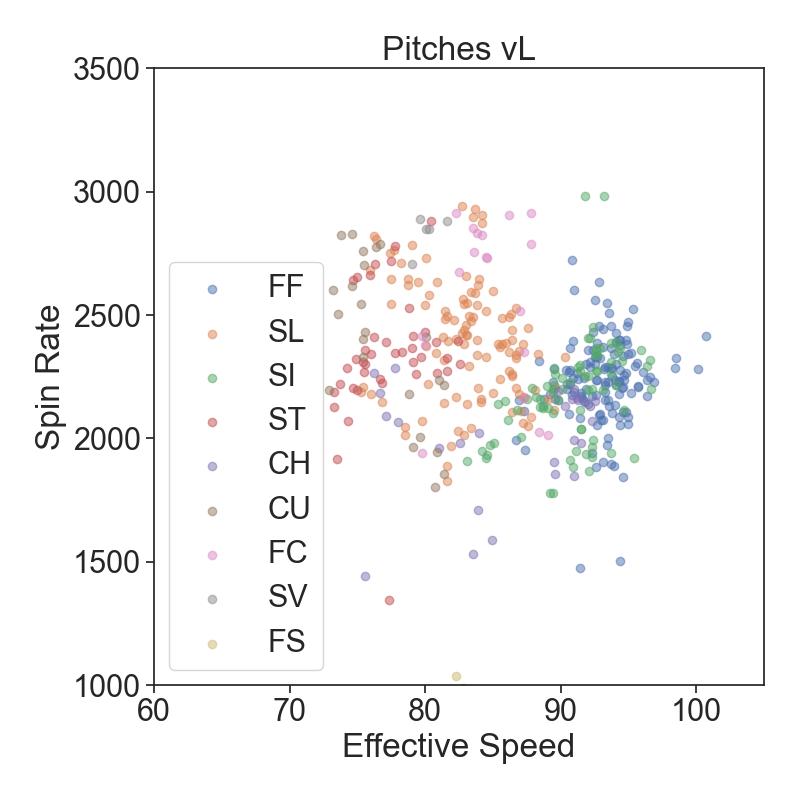 Pitches vL
3500
3000
2500
2000
1500
1000
Spin Rate
FF
SL
SI
ST
CH
CU
FC
SV
FS
60 70 80 90 100
Effective Speed